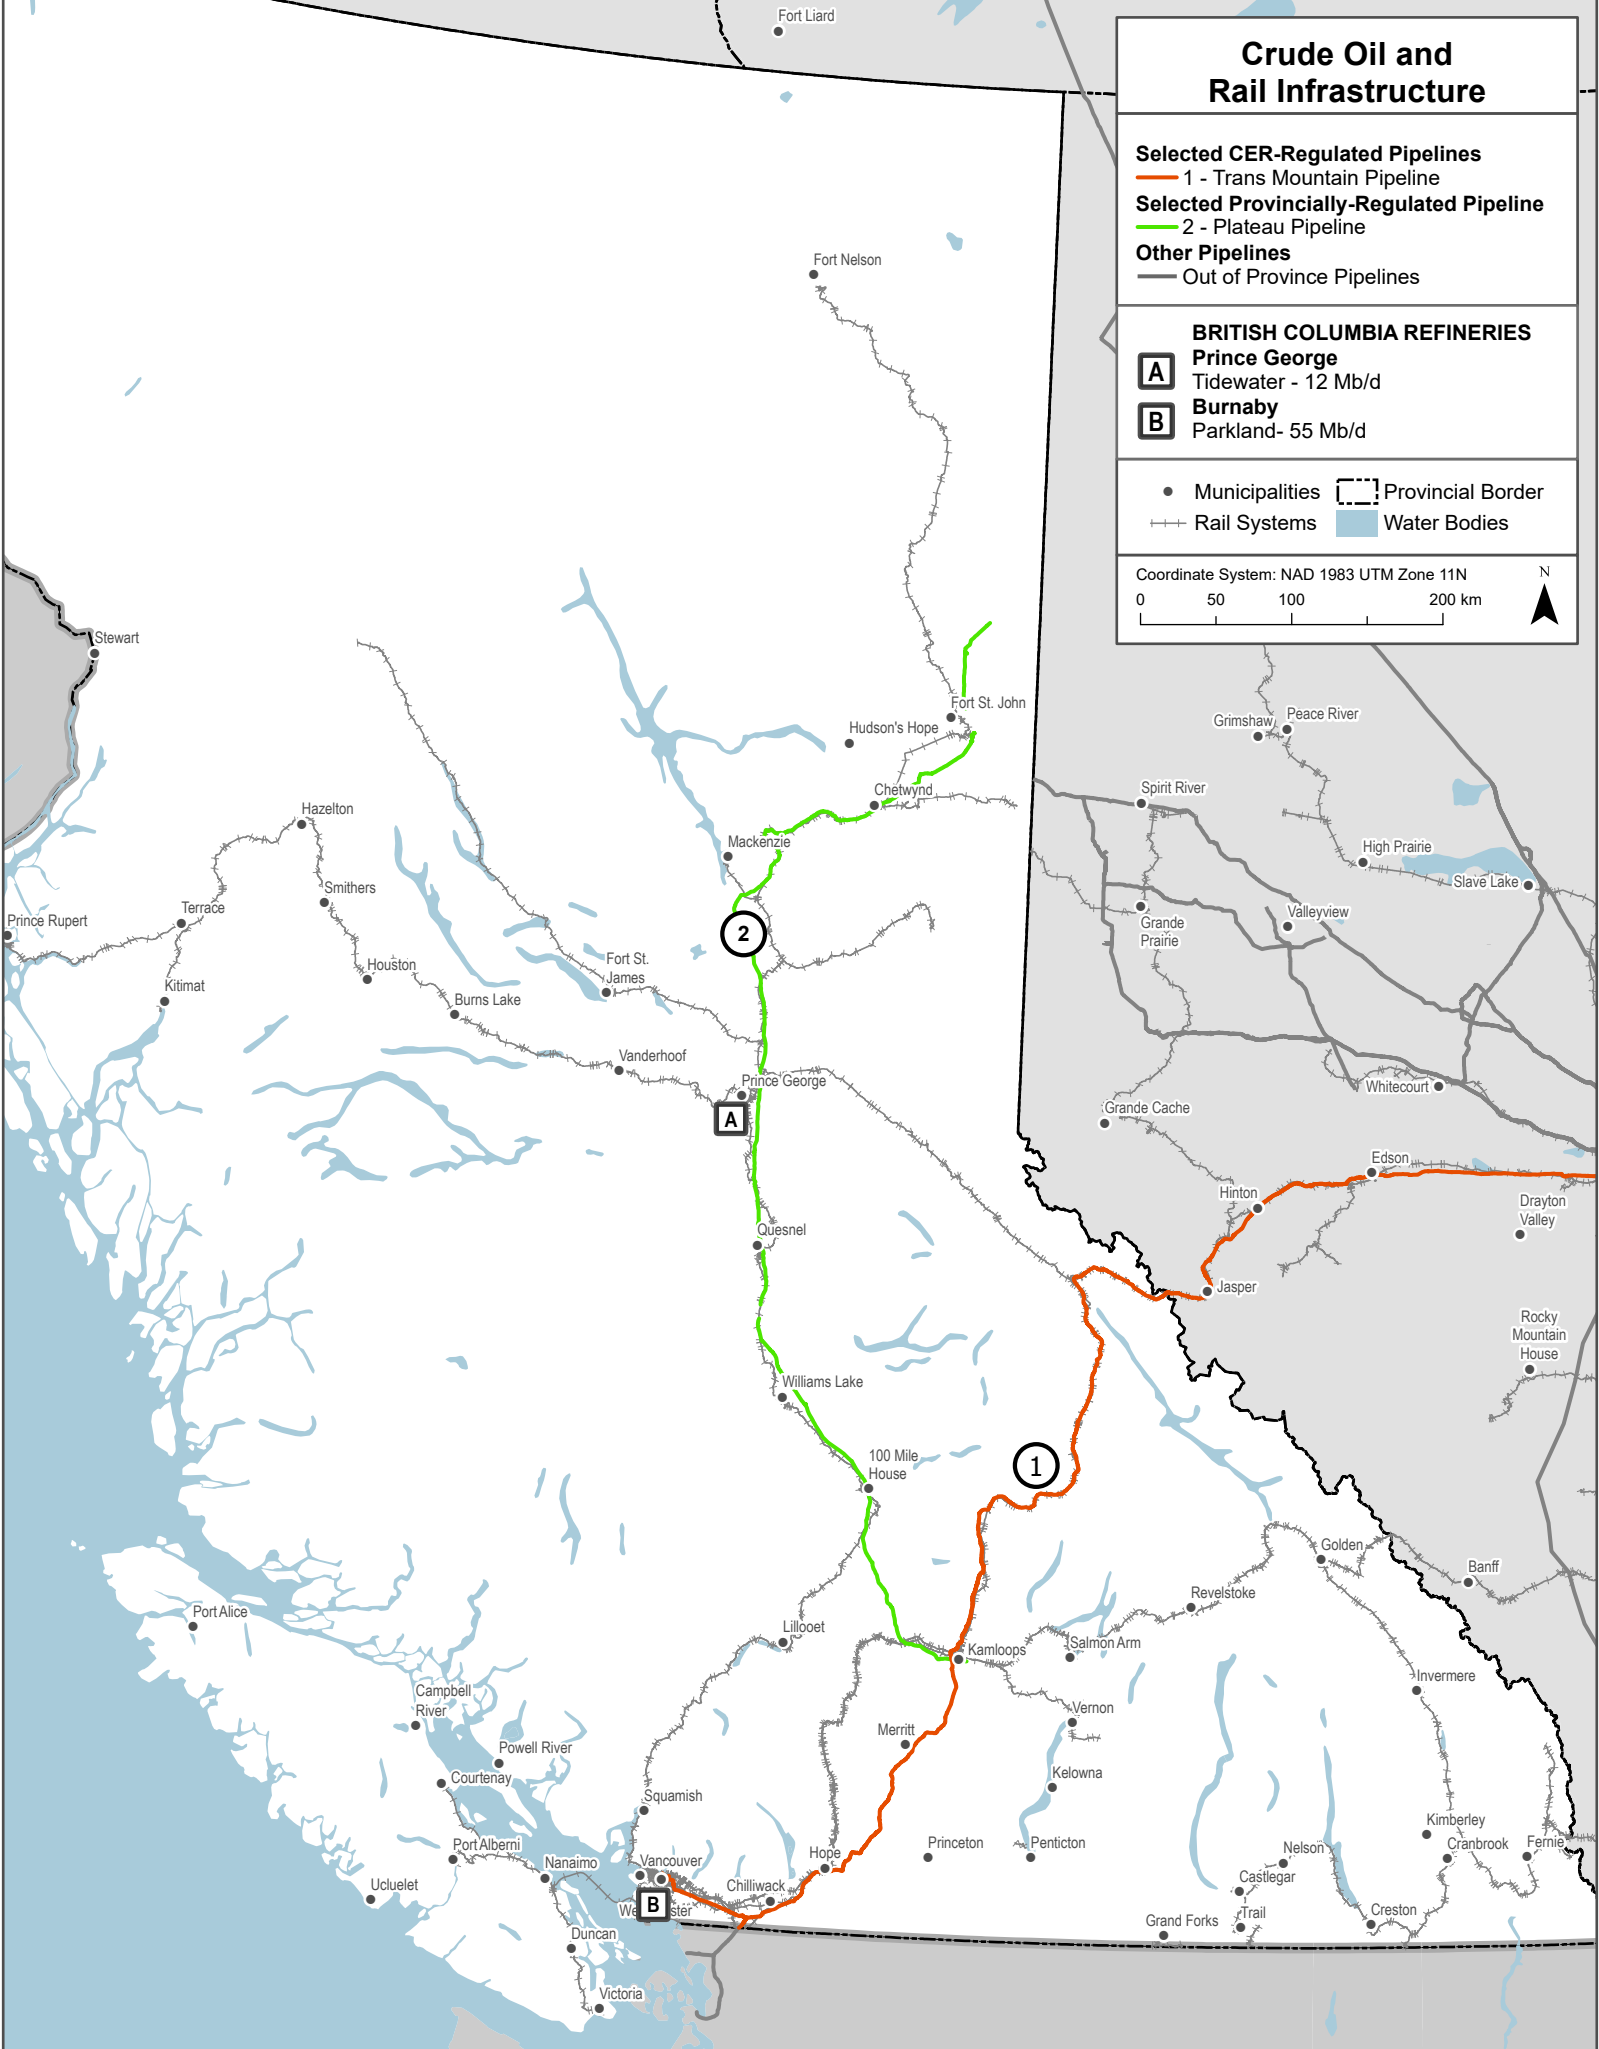 Fort Liard
Crude Oil and
Rail Infrastructure
Selected CER-Regulated Pipelines
1 - Trans Mountain Pipeline
Selected Provincially-Regulated Pipeline
2 - Plateau Pipeline
Other Pipelines
Out of Province Pipelines
BRITISH COLUMBIA REFINERIES
A
Prince George
Tidewater - 12 Mb/d
B
Burnaby
Parkland- 55 Mb/d
Municipalities
Provincial Border
Rail Systems
Water Bodies
Coordinate System: NAD 1983 UTM Zone 11N
N
0 50 100 200 km
Fort Nelson
Stewart
Fort St. John
Hudson's Hope
Grimshaw
Peace River
Chetwynd
Spirit River
Hazelton
Mackenzie
High Prairie
Slave Lake
Smithers
Terrace
Prince Rupert
2
Grande
Prairie
Valleyview
Houston
Fort St.
James
Kitimat
Burns Lake
Vanderhoof
Prince George
Whitecourt
A
Grande Cache
Edson
Hinton
Drayton
Valley
Quesnel
Jasper
Rocky
Mountain
House
Williams Lake
100 Mile
House
1
Golden
Banff
Revelstoke
Port Alice
Lillooet
Kamloops
Salmon Arm
Invermere
Campbell
River
Vernon
Merritt
Powell River
Courtenay
Kelowna
Squamish
Kimberley
Port Alberni
Princeton
Penticton
Cranbrook
Fernie
Nelson
Hope
Nanaimo
Vancouver
Castlegar
Ucluelet
Chilliwack
B
We
ster
Trail
Creston
Grand Forks
Duncan
Victoria